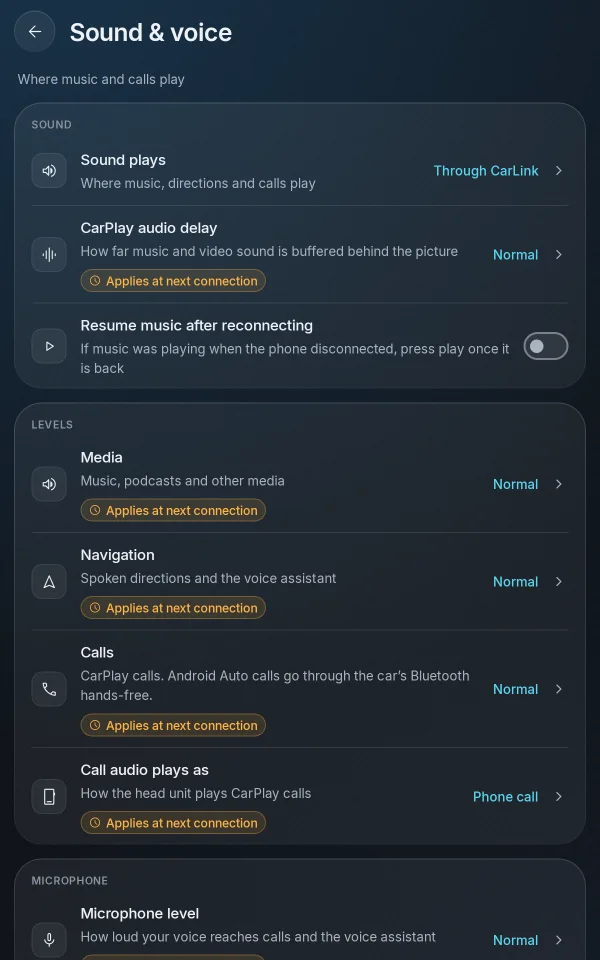 Sound & voice
Where music and calls play
SOUND
Sound plays
Where music, directions and calls play
Through CarLink
CarPlay audio delay
How far music and video sound is buffered behind the picture
Normal
Applies at next connection
Resume music after reconnecting
If music was playing when the phone disconnected, press play once it
is back
LEVELS
Media
Music, podcasts and other media
Normal
Applies at next connection
Navigation
Spoken directions and the voice assistant
Normal
Applies at next connection
Calls
CarPlay calls. Android Auto calls go through the car’s Bluetooth
hands-free.
Normal
Applies at next connection
Call audio plays as
How the head unit plays CarPlay calls
Phone call
Applies at next connection
MICROPHONE
Microphone level
How loud your voice reaches calls and the voice assistant
Normal